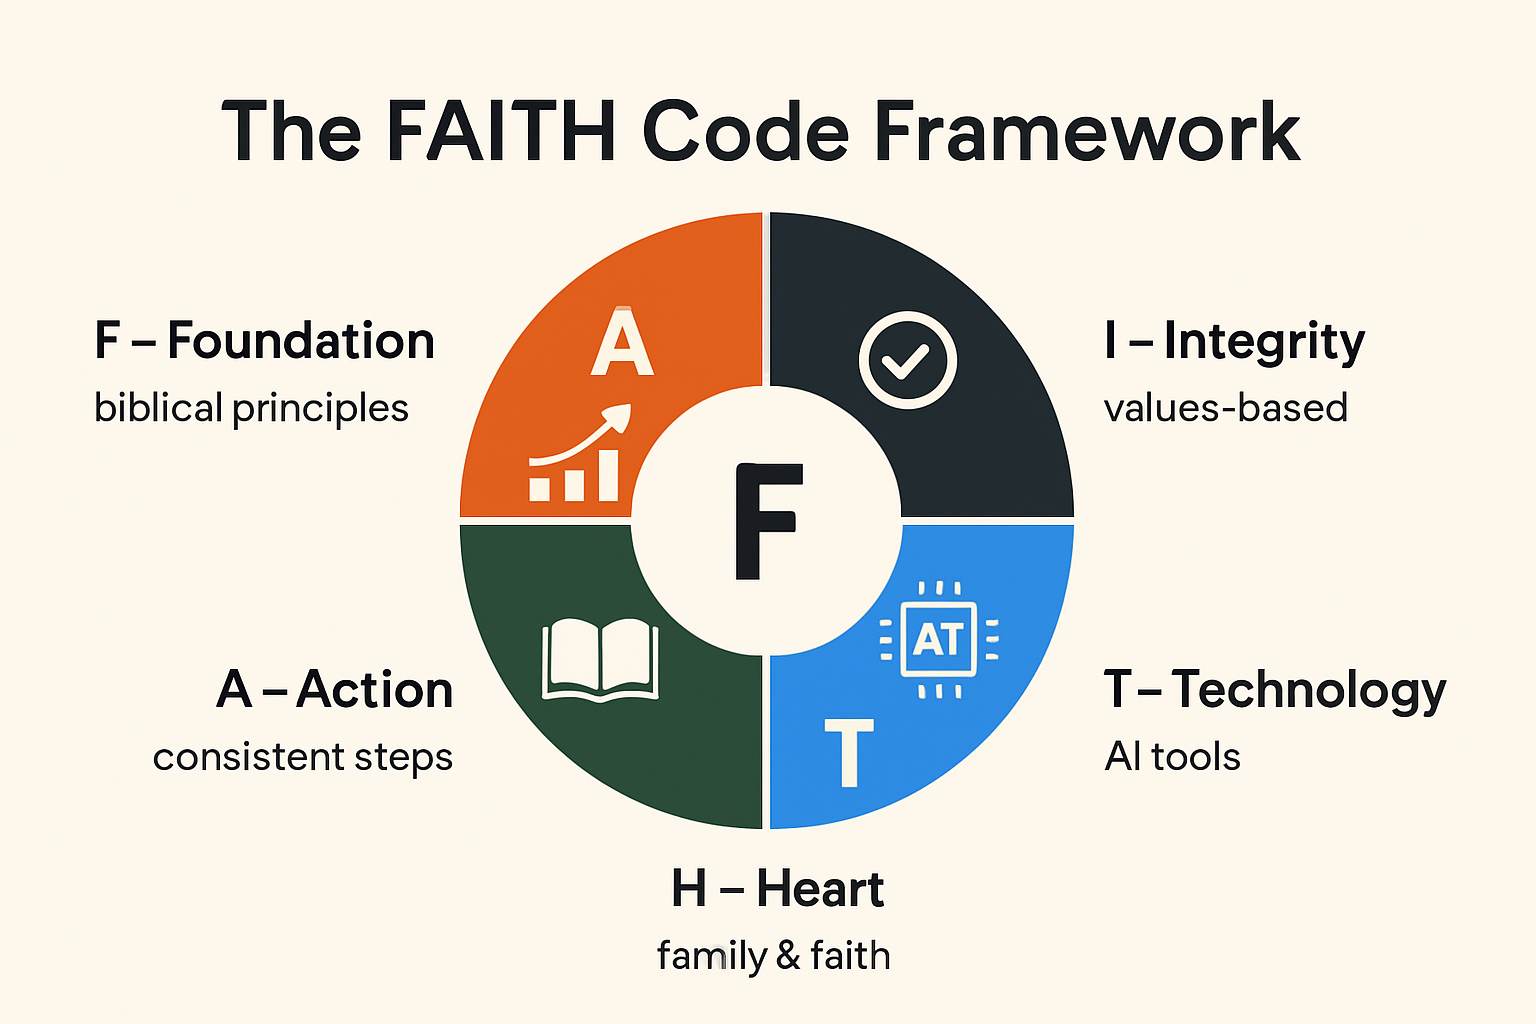 The FAITH Code Framework
F – Foundation
biblical principles
A
I – Integrity
values-based
F
A – Action
consistent steps
AT
T
T – Technology
AI tools
H – Heart
family & faith